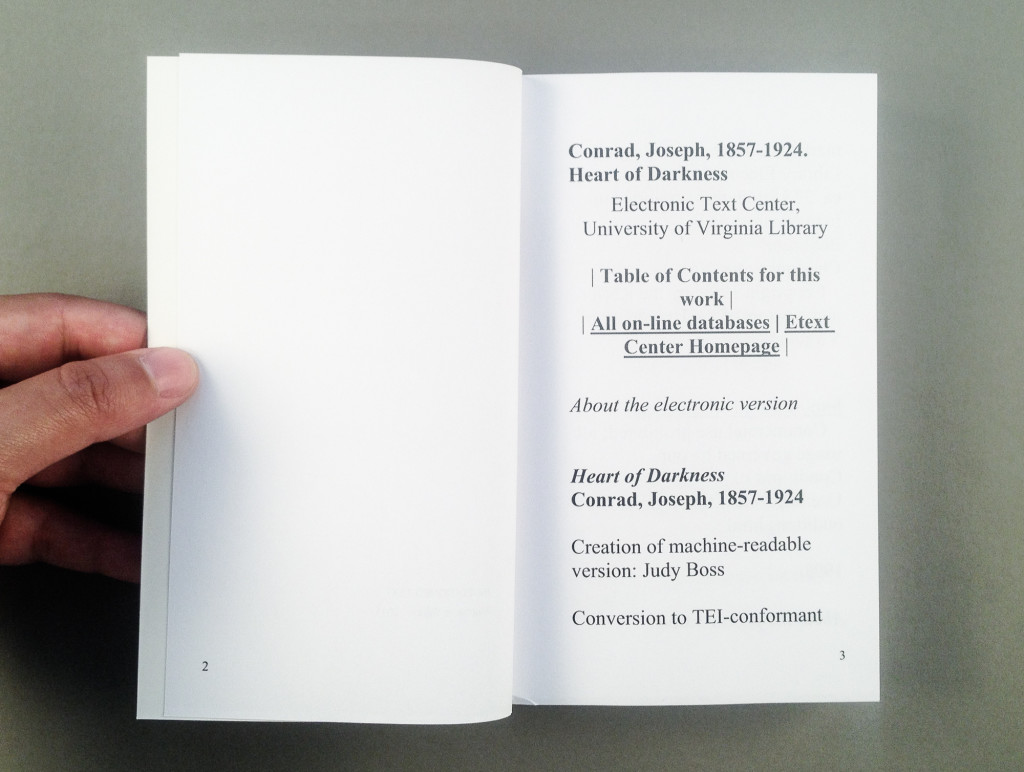 2
Conrad, Joseph, 1857-1924.
Heart of Darkness
Electronic Text Center,
University of Virginia Library
| Table of Contents for this
work |
| All on-line databases | Etext
Center Homepage |
About the electronic version
Heart of Darkness
Conrad, Joseph, 1857-1924
Creation of machine-readable
version: Judy Boss
Conversion to TEI-conformant
3